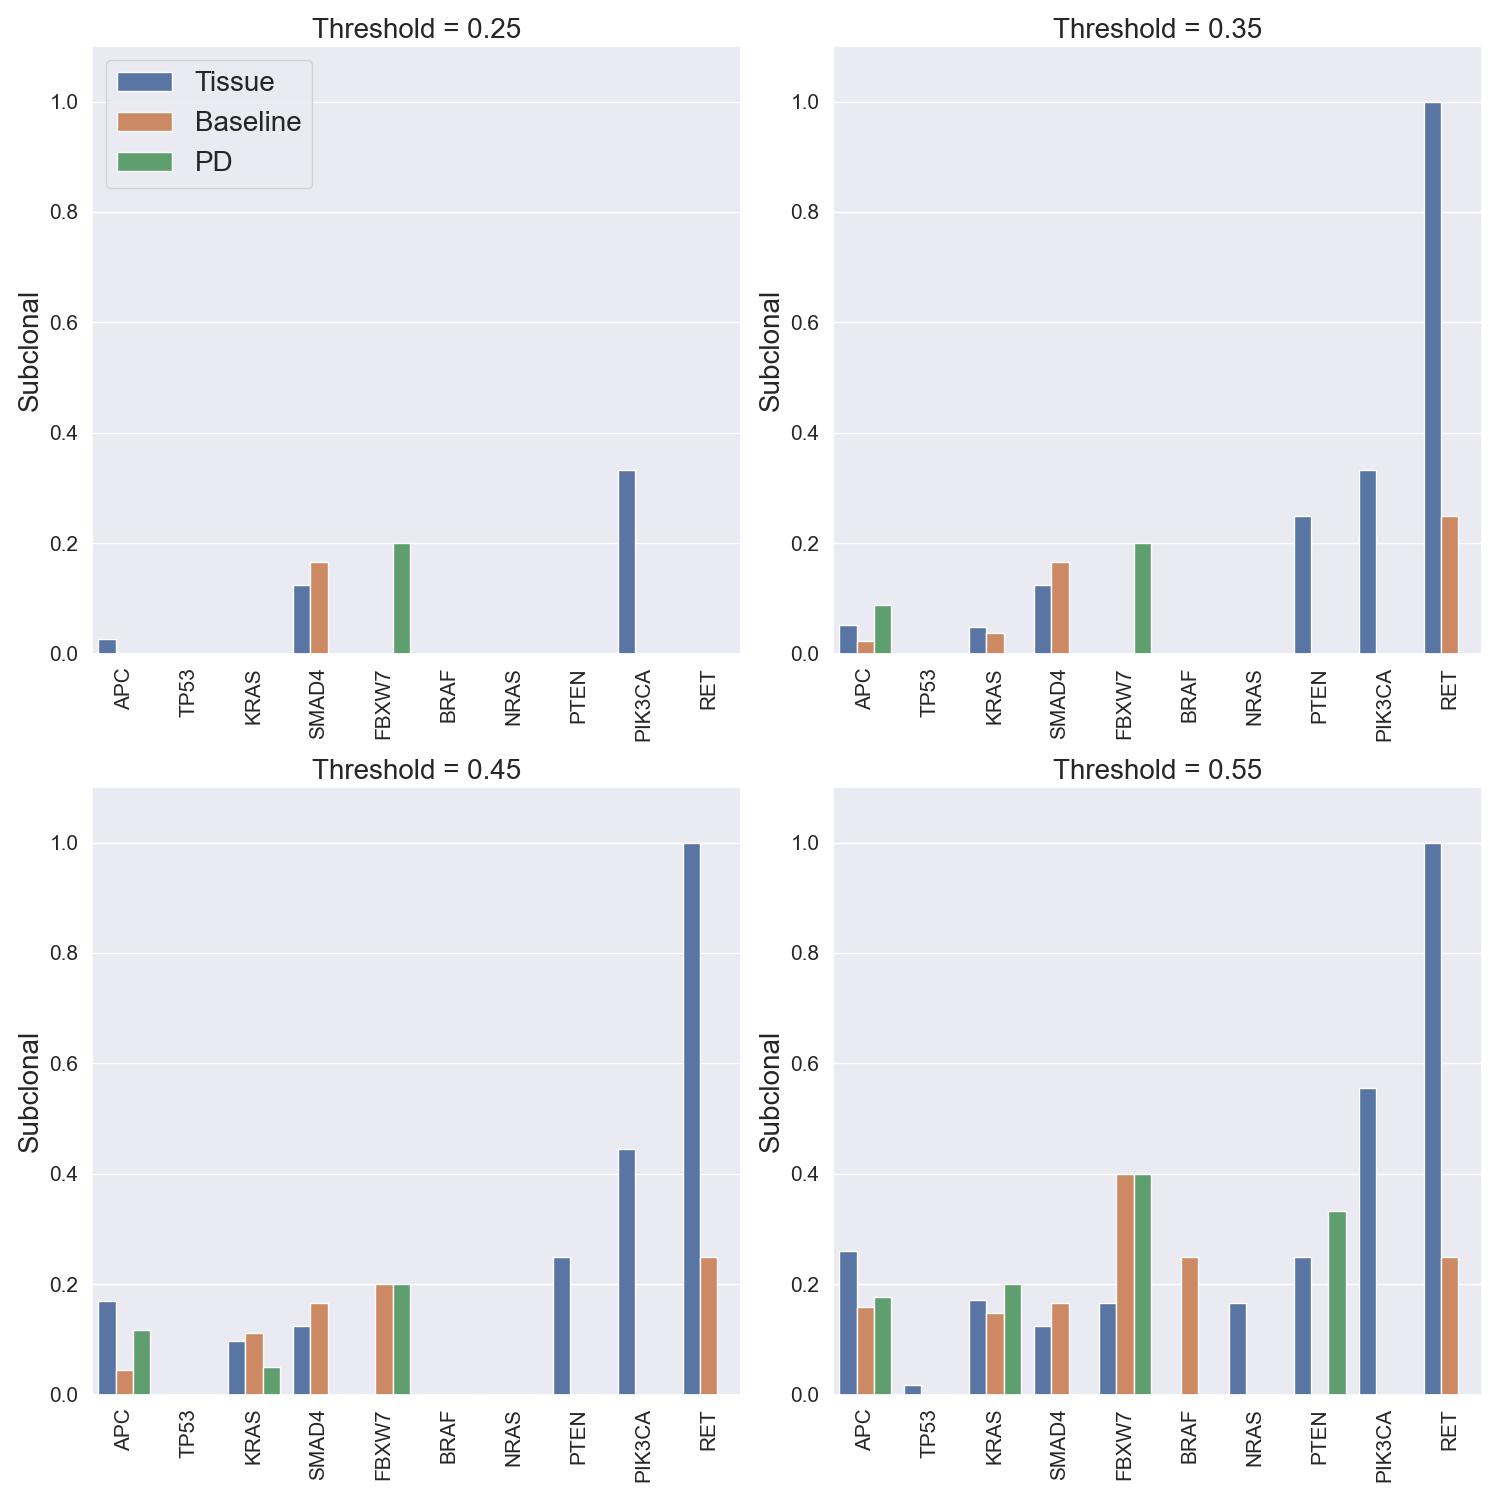 Threshold = 0.25
Tissue
Baseline
PD
Subclonal
1.0
0.8
0.6
0.4
0.2
0.0
APC
TP53
KRAS
SMAD4
FBXW7
BRAF
NRAS
PTEN
PIK3CA
RET
Threshold = 0.35
Subclonal
1.0
0.8
0.6
0.4
0.2
0.0
APC
TP53
KRAS
SMAD4
FBXW7
BRAF
NRAS
PTEN
PIK3CA
RET
Threshold = 0.45
Subclonal
1.0
0.8
0.6
0.4
0.2
0.0
APC
TP53
KRAS
SMAD4
FBXW7
BRAF
NRAS
PTEN
PIK3CA
RET
Threshold = 0.55
Subclonal
1.0
0.8
0.6
0.4
0.2
0.0
APC
TP53
KRAS
SMAD4
FBXW7
BRAF
NRAS
PTEN
PIK3CA
RET